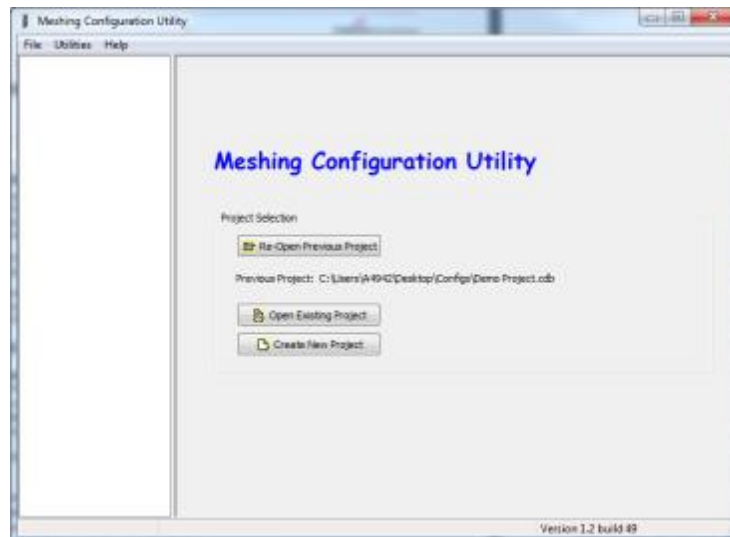 Meshing Configuration Utility
File Utilities Help
Meshing Configuration Utility
Project Selection
Re-Open Previous Project
Previous Project: C:\Users\A4942\Desktop\Configs\Demo Project.cdb
Open Existing Project
Create New Project
Version 1.2 build 49